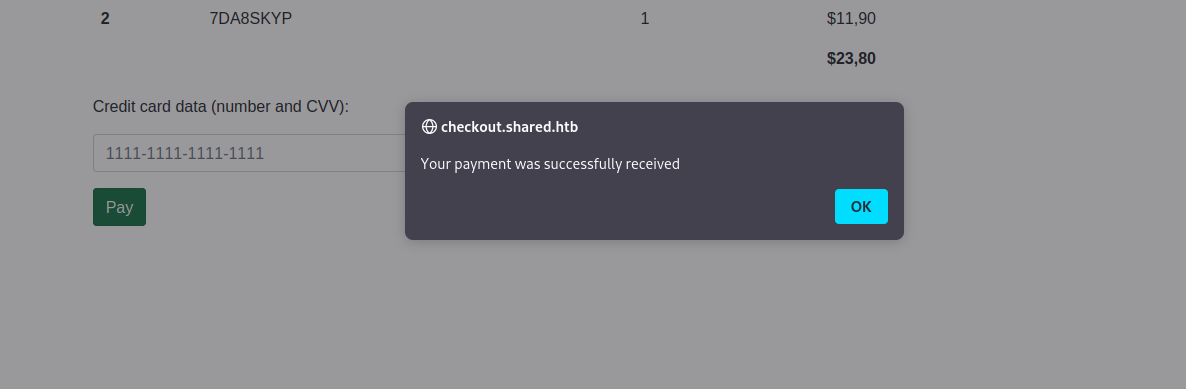 2 7DA8SKYP 1 $11,90
$23,80
Credit card data (number and CVV):
checkout.shared.htb
Your payment was successfully received
1111-1111-1111-1111
Pay
OK